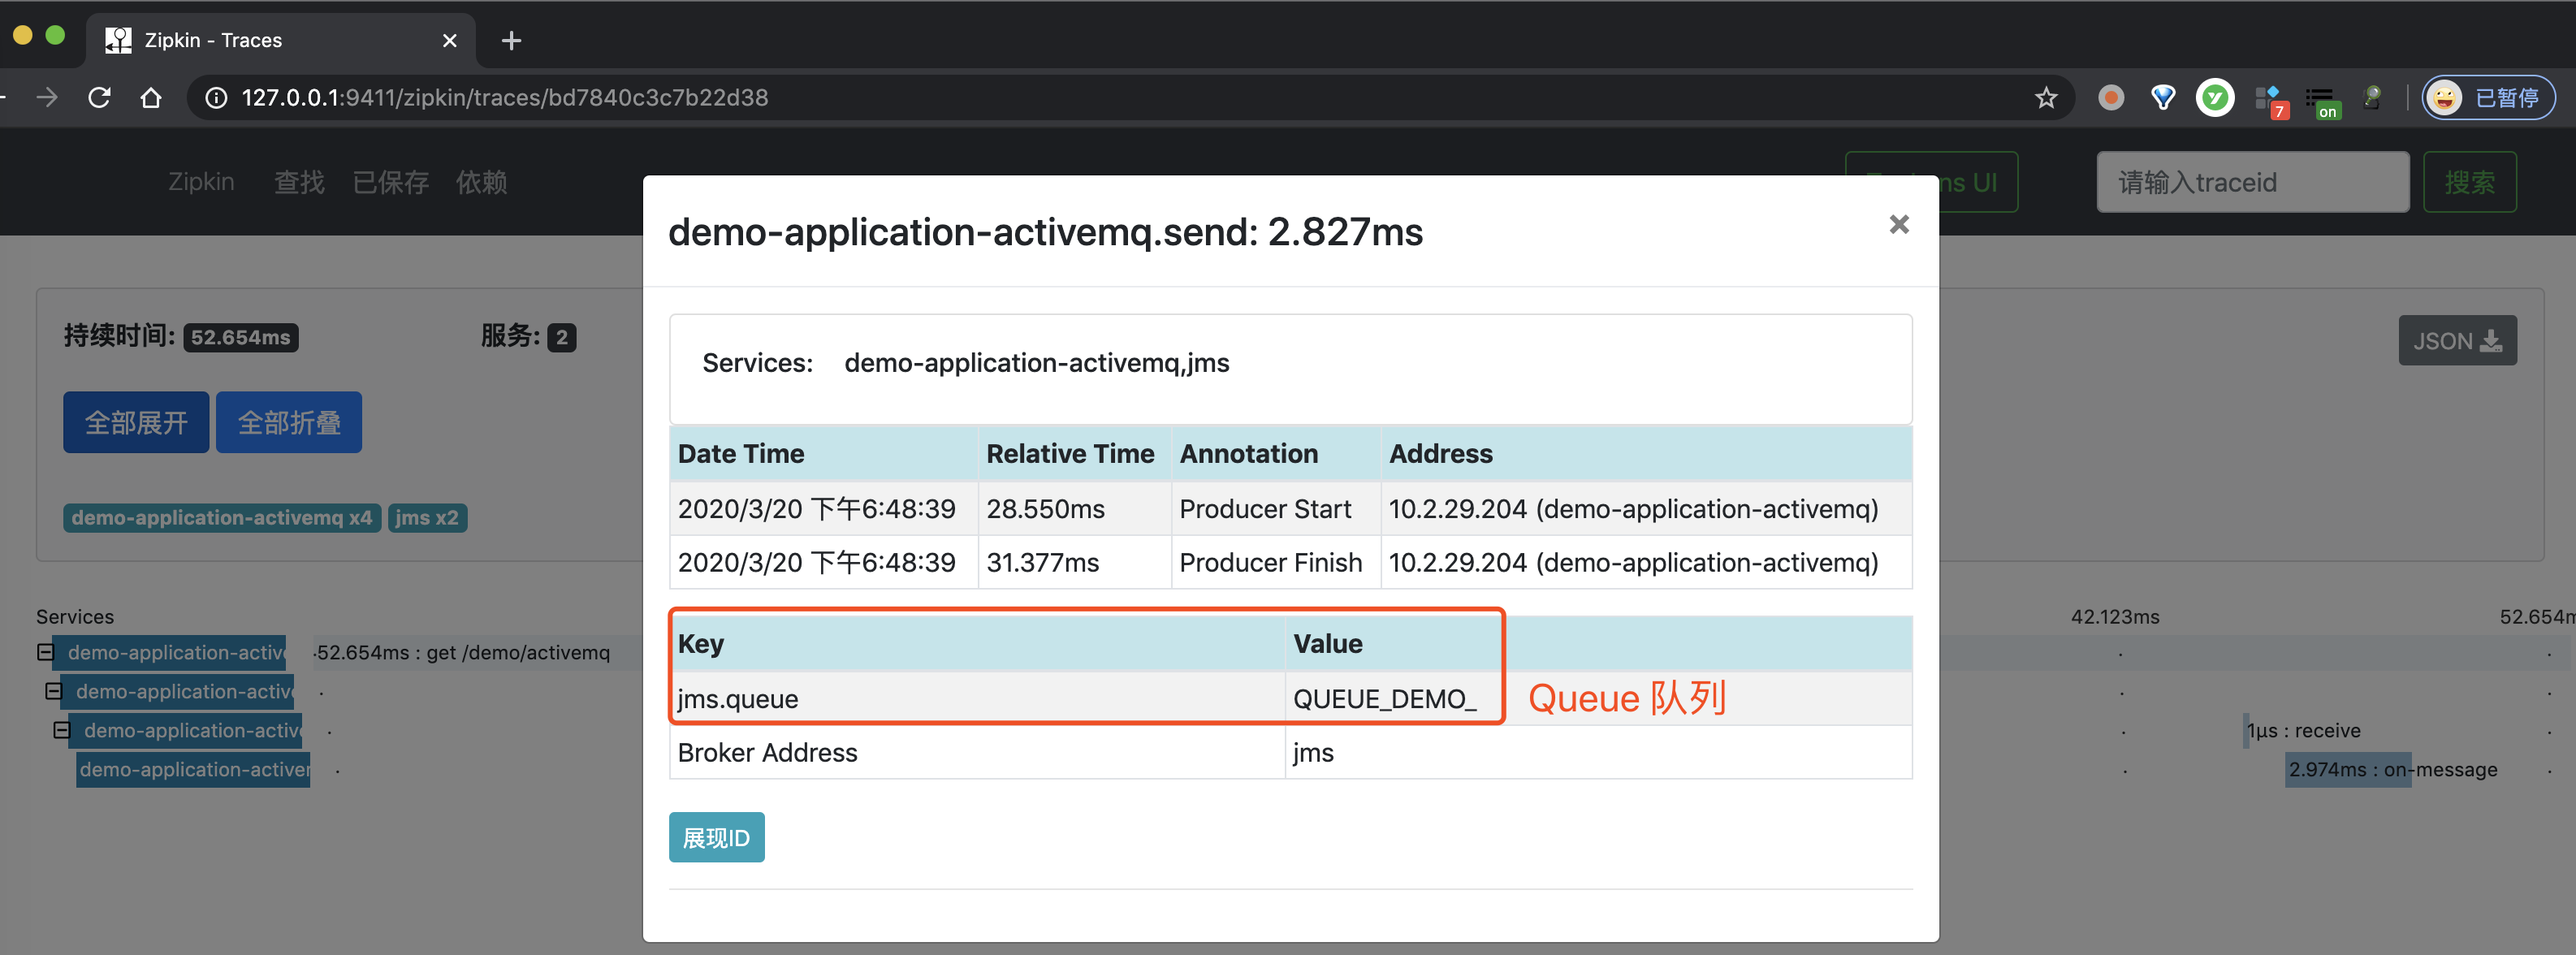 Zipkin - Traces
127.0.0.1:9411/zipkin/traces/bd7840c3c7b22d38
7
on
已暂停
Zipkin 查找 已保存 依赖
ns UI
请输入traceid
搜索
demo-application-activemq.send: 2.827ms
×
持续时间: 52.654ms
服务: 2
JSON
全部展开 全部折叠
demo-application-activemq x4 jms x2
Services: demo-application-activemq,jms
Date Time Relative Time Annotation Address
2020/3/20 下午6:48:39 28.550ms Producer Start 10.2.29.204 (demo-application-activemq)
2020/3/20 下午6:48:39 31.377ms Producer Finish 10.2.29.204 (demo-application-activemq)
Key Value
jms.queue QUEUE_DEMO_
Queue 队列
Broker Address jms
展现ID
Services
42.123ms
52.654m
demo-application-active
52.654ms : get /demo/activemq
demo-application-active
demo-application-active
1μs : receive
demo-application-activer
2.974ms : on-message